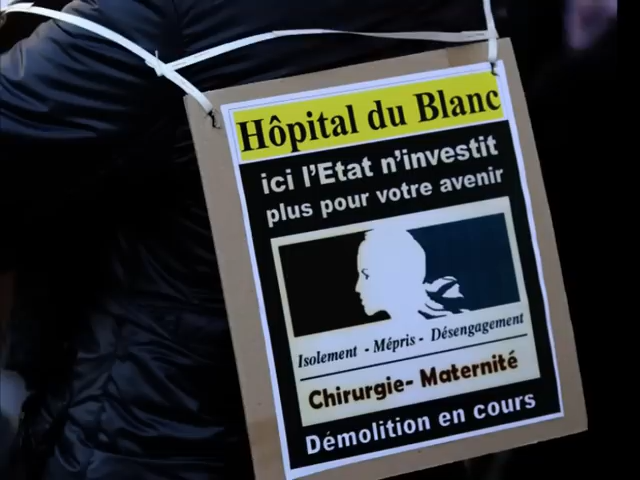 Hôpital du Blanc
ici l'Etat n'investit
plus pour votre avenir
Isolement - Mépris - Désengagement
Chirurgie- Maternité
Démolition en cours